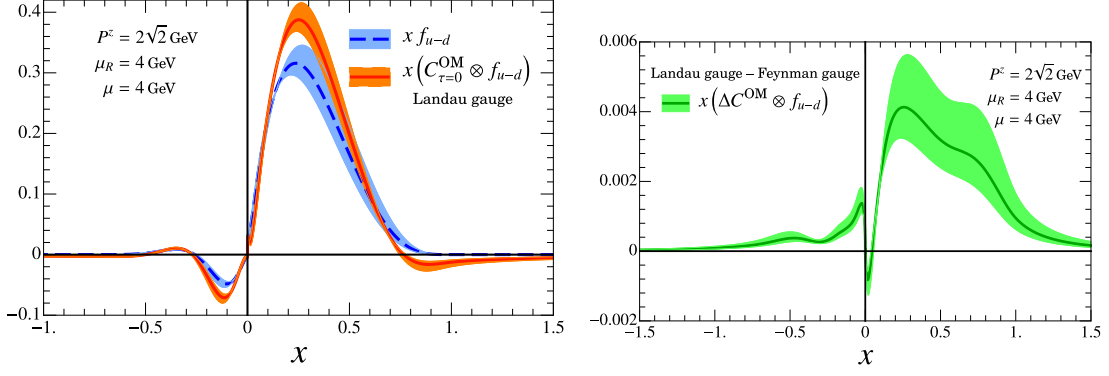 P^z = 2√2 GeV
μ_R = 4 GeV
μ = 4 GeV
x f_{u−d}
x (C^{OM}_{τ=0} ⊗ f_{u−d})
Landau gauge
0.4
0.3
0.2
0.1
0
−0.1
−1. −0.5 0 0.5 1. 1.5
x
Landau gauge − Feynman gauge
x (ΔC^{OM} ⊗ f_{u−d})
P^z = 2√2 GeV
μ_R = 4 GeV
μ = 4 GeV
0.006
0.004
0.002
0.000
−0.002
−1.5 −1.0 −0.5 0. 0.5 1. 1.5
x